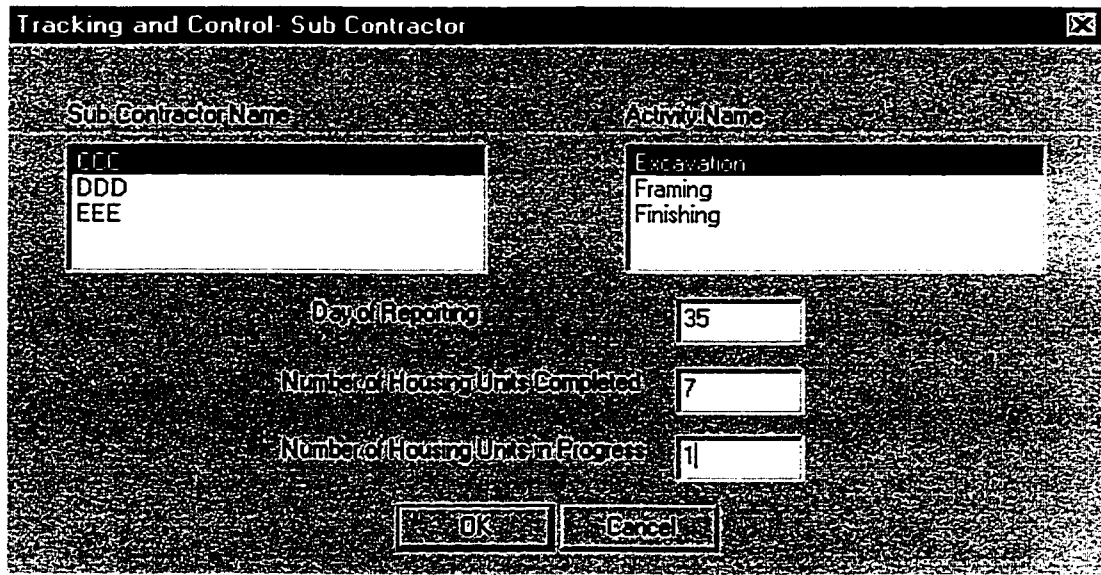 Tracking and Control- Sub Contractor
Sub Contractor Name
Activity Name
CCC
DDD
EEE
Excavation
Framing
Finishing
Day of Reporting
35
Number of Housing Units Completed
7
Number of Housing Units in Progress
1
OK
Cancel